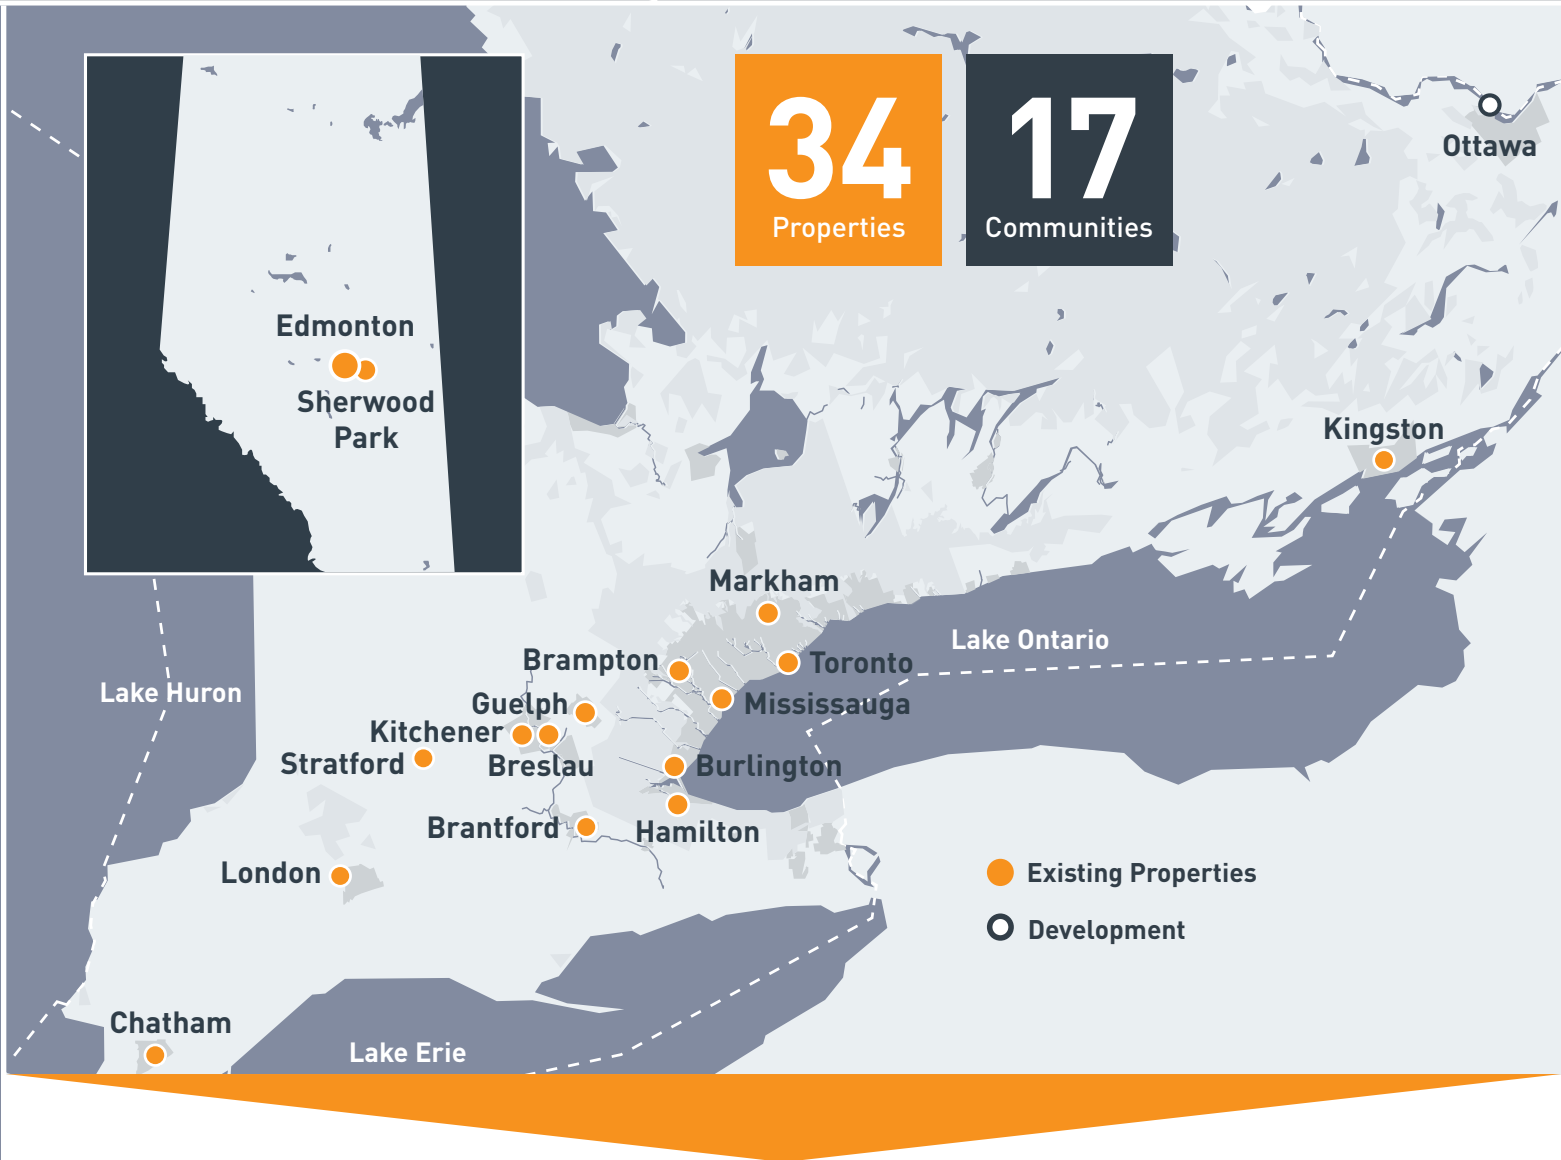 34
Properties
17
Communities
Ottawa
Edmonton
Sherwood
Park
Kingston
Markham
Lake Ontario
Brampton
Toronto
Lake Huron
Guelph
Mississauga
Kitchener
Stratford
Breslau
Burlington
Brantford
Hamilton
London
Existing Properties
Development
Chatham
Lake Erie